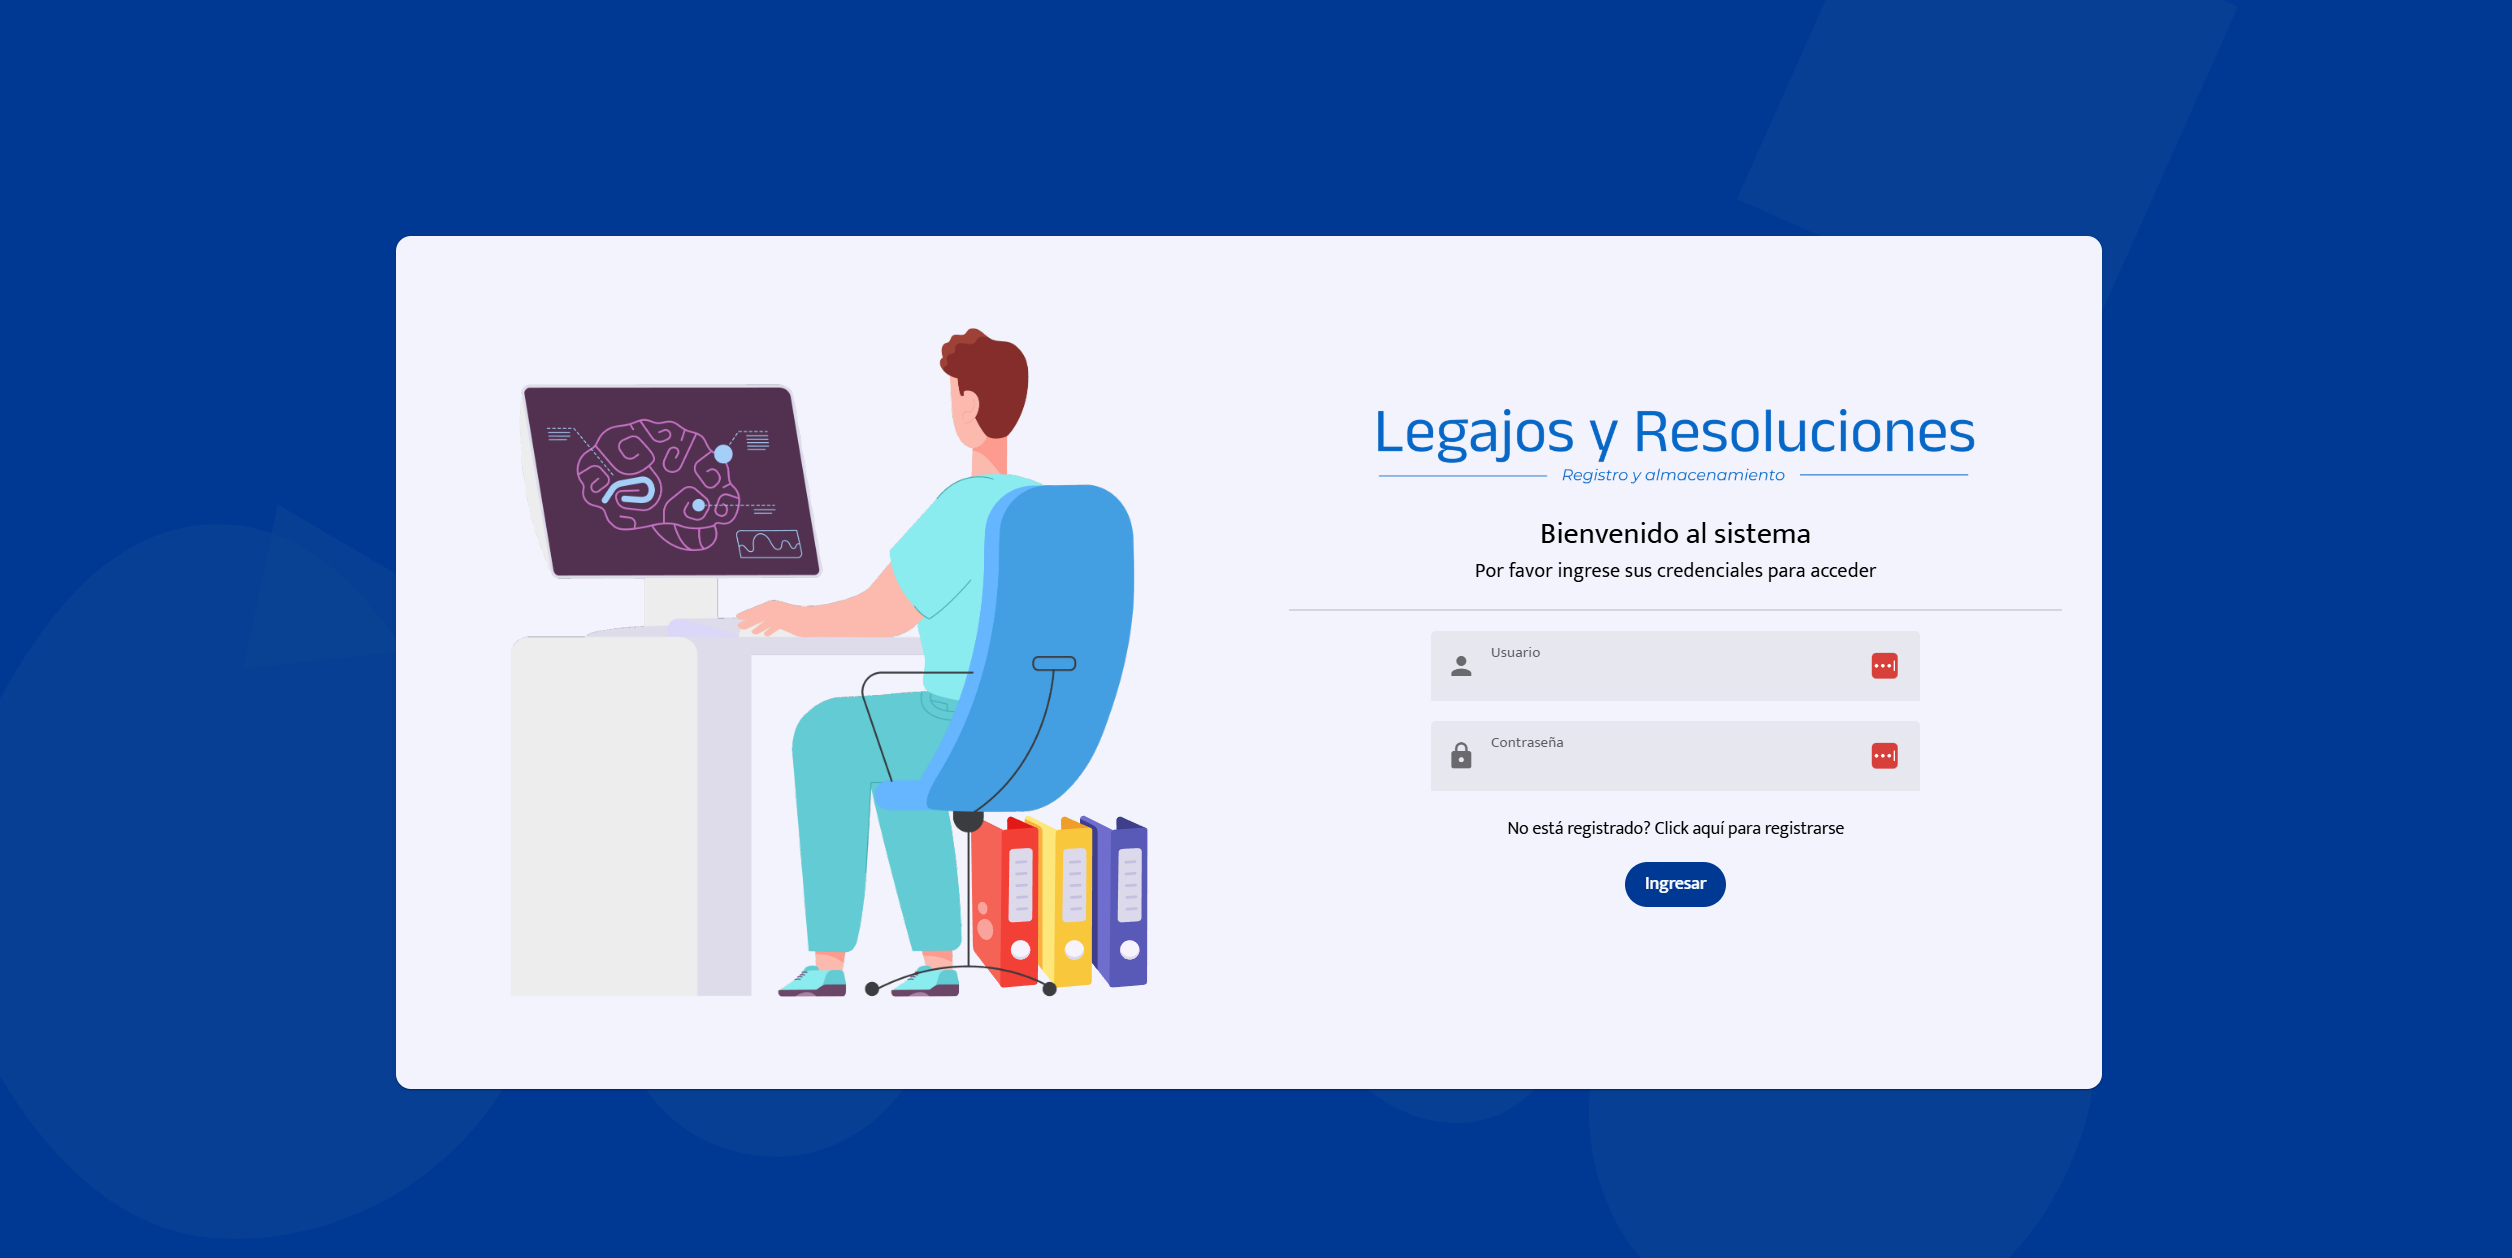 Legajos y Resoluciones
Registro y almacenamiento
Bienvenido al sistema
Por favor ingrese sus credenciales para acceder
Usuario
Contraseña
No está registrado? Click aquí para registrarse
Ingresar